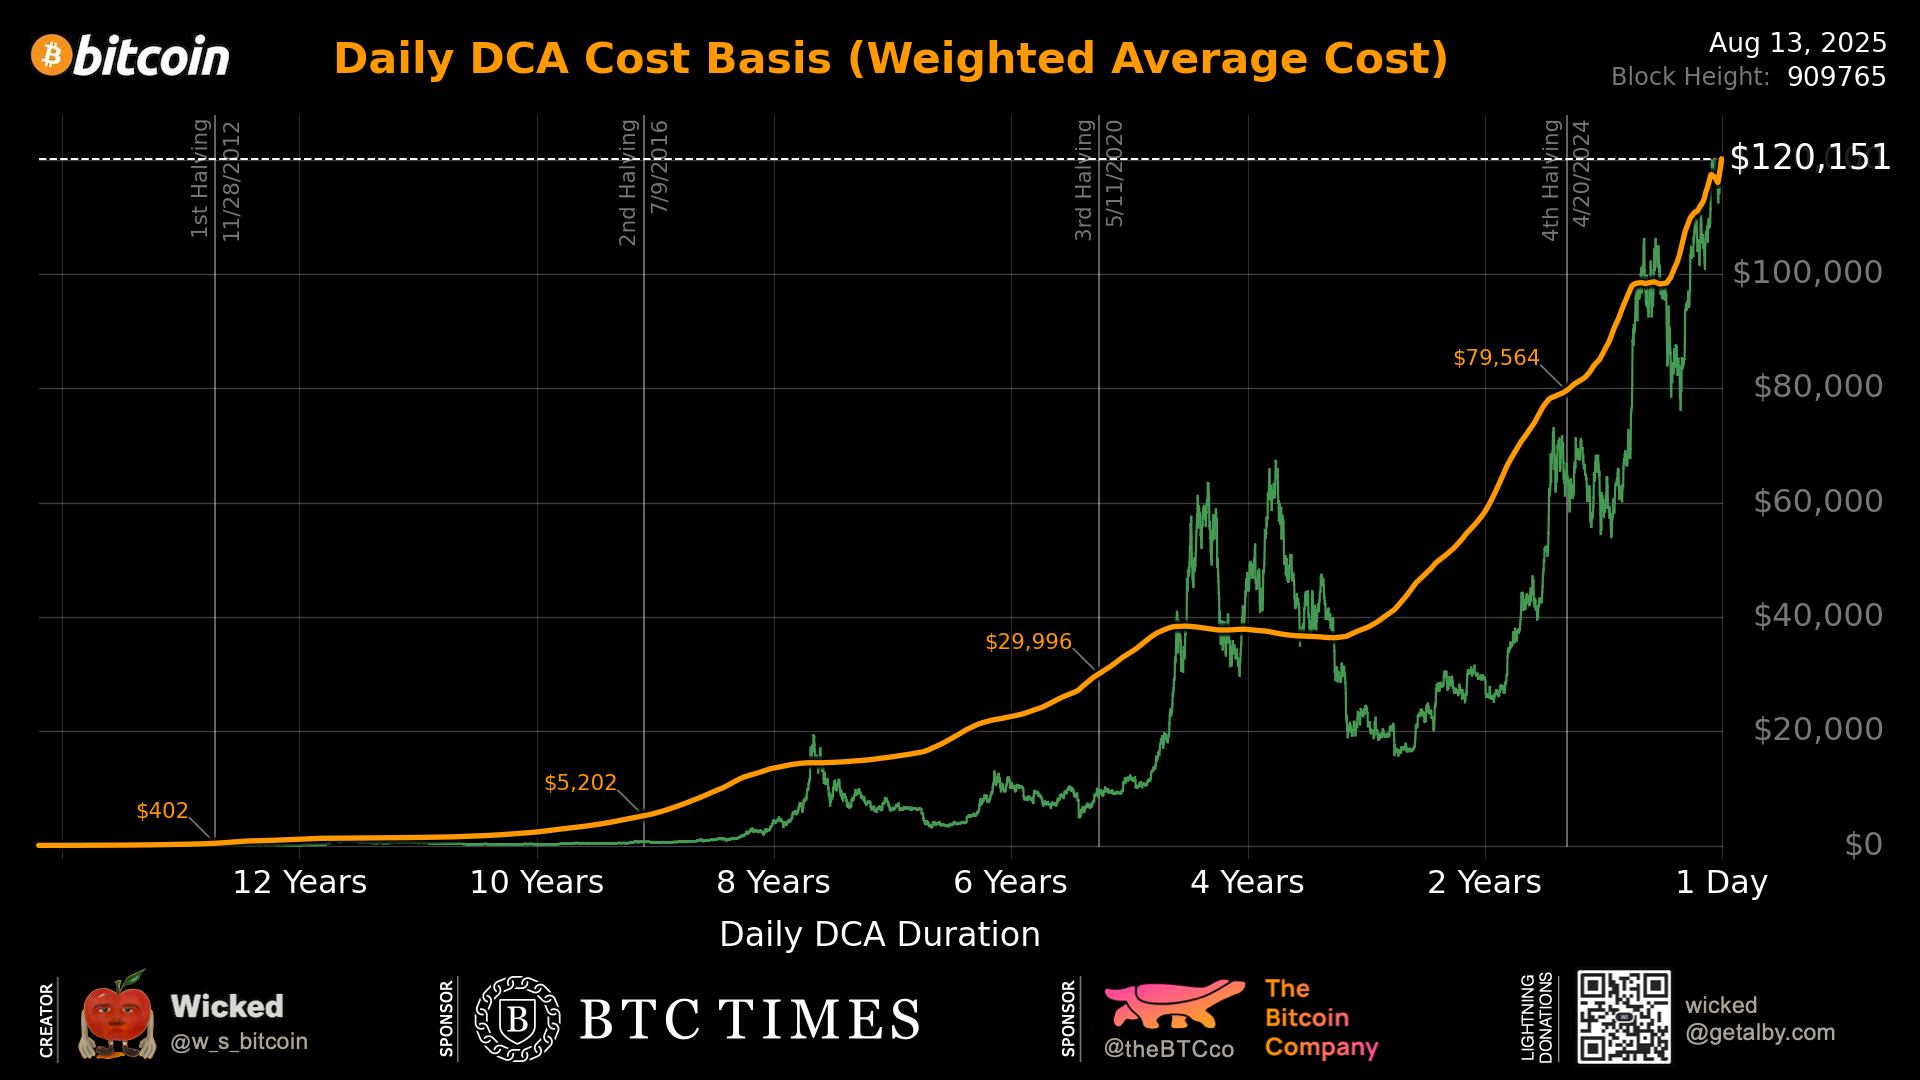 bitcoin
Daily DCA Cost Basis (Weighted Average Cost)
Aug 13, 2025
Block Height: 909765
1st Halving
11/28/2012
2nd Halving
7/9/2016
3rd Halving
5/11/2020
4th Halving
4/20/2024
$120,151
$100,000
$80,000
$60,000
$40,000
$20,000
$0
$79,564
$29,996
$5,202
$402
12 Years
10 Years
8 Years
6 Years
4 Years
2 Years
1 Day
Daily DCA Duration
CREATOR
Wicked
@w_s_bitcoin
SPONSOR
B
BTC TIMES
SPONSOR
@theBTCco
The
Bitcoin
Company
LIGHTNING
DONATIONS
wicked
@getalby.com